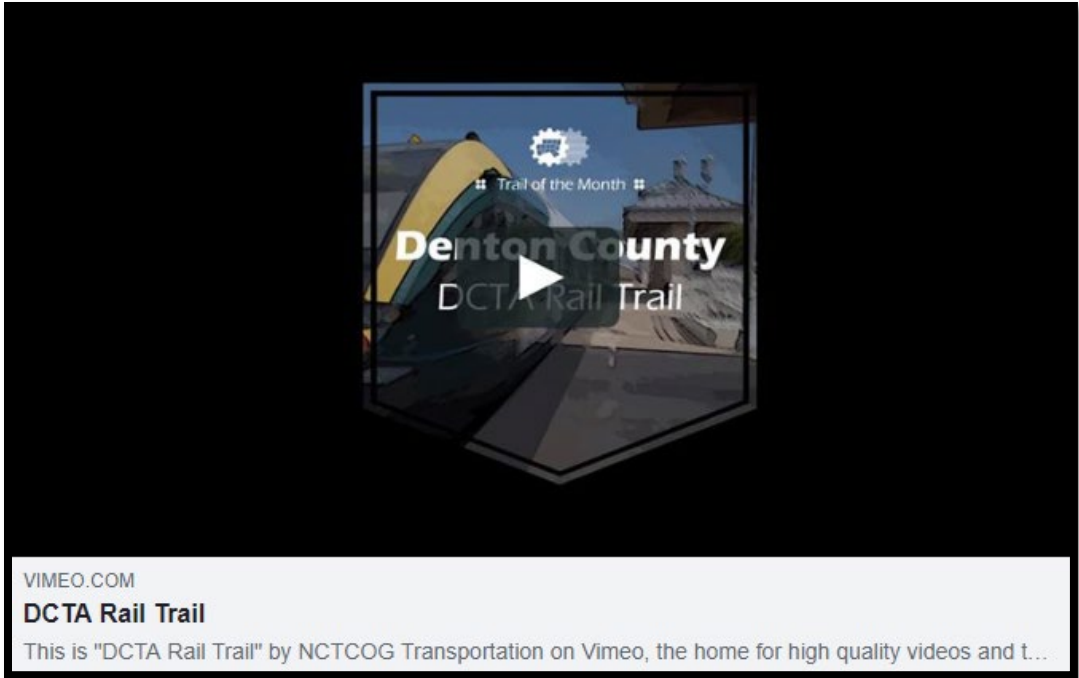 Trail of the Month
Denton County
DCTA Rail Trail
VIMEO.COM
DCTA Rail Trail
This is "DCTA Rail Trail" by NCTCOG Transportation on Vimeo, the home for high quality videos and t...